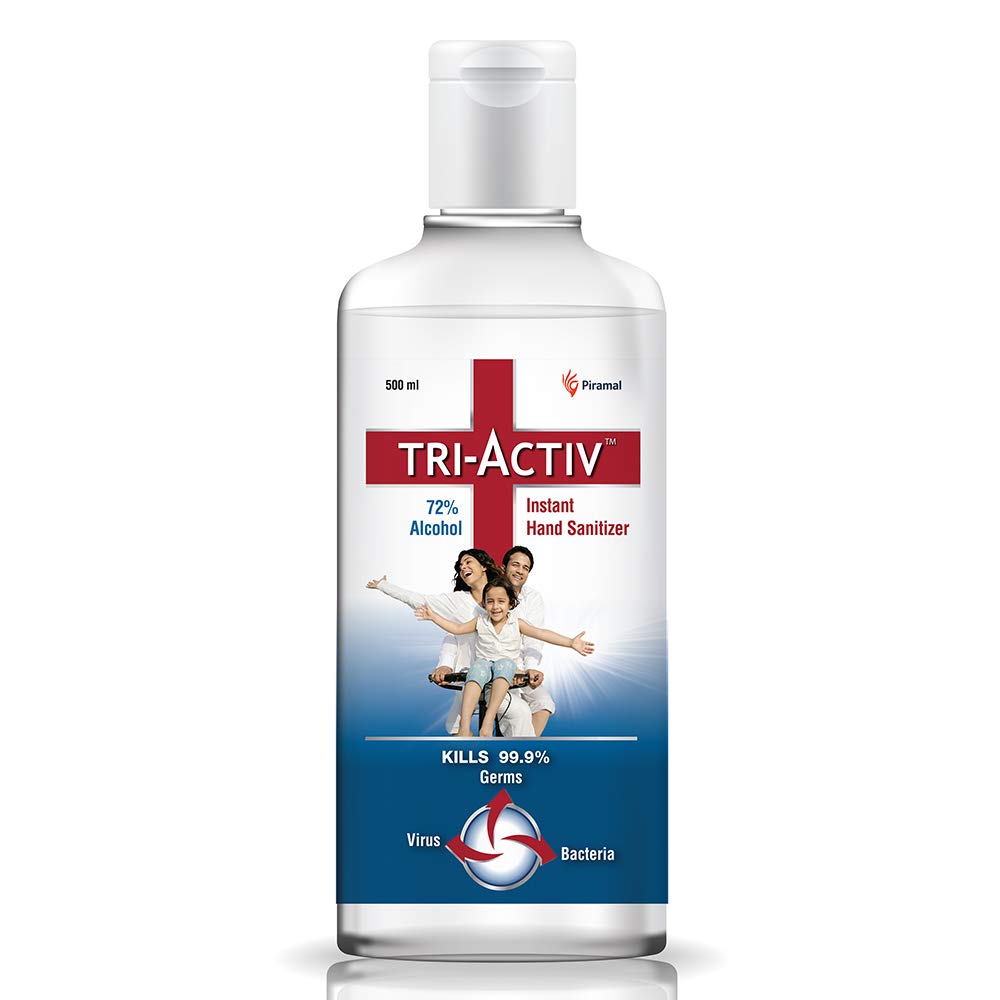 500 ml
Piramal
TRI-ACTIV™
72%
Alcohol
Instant
Hand Sanitizer
KILLS 99.9%
Germs
Virus
Bacteria